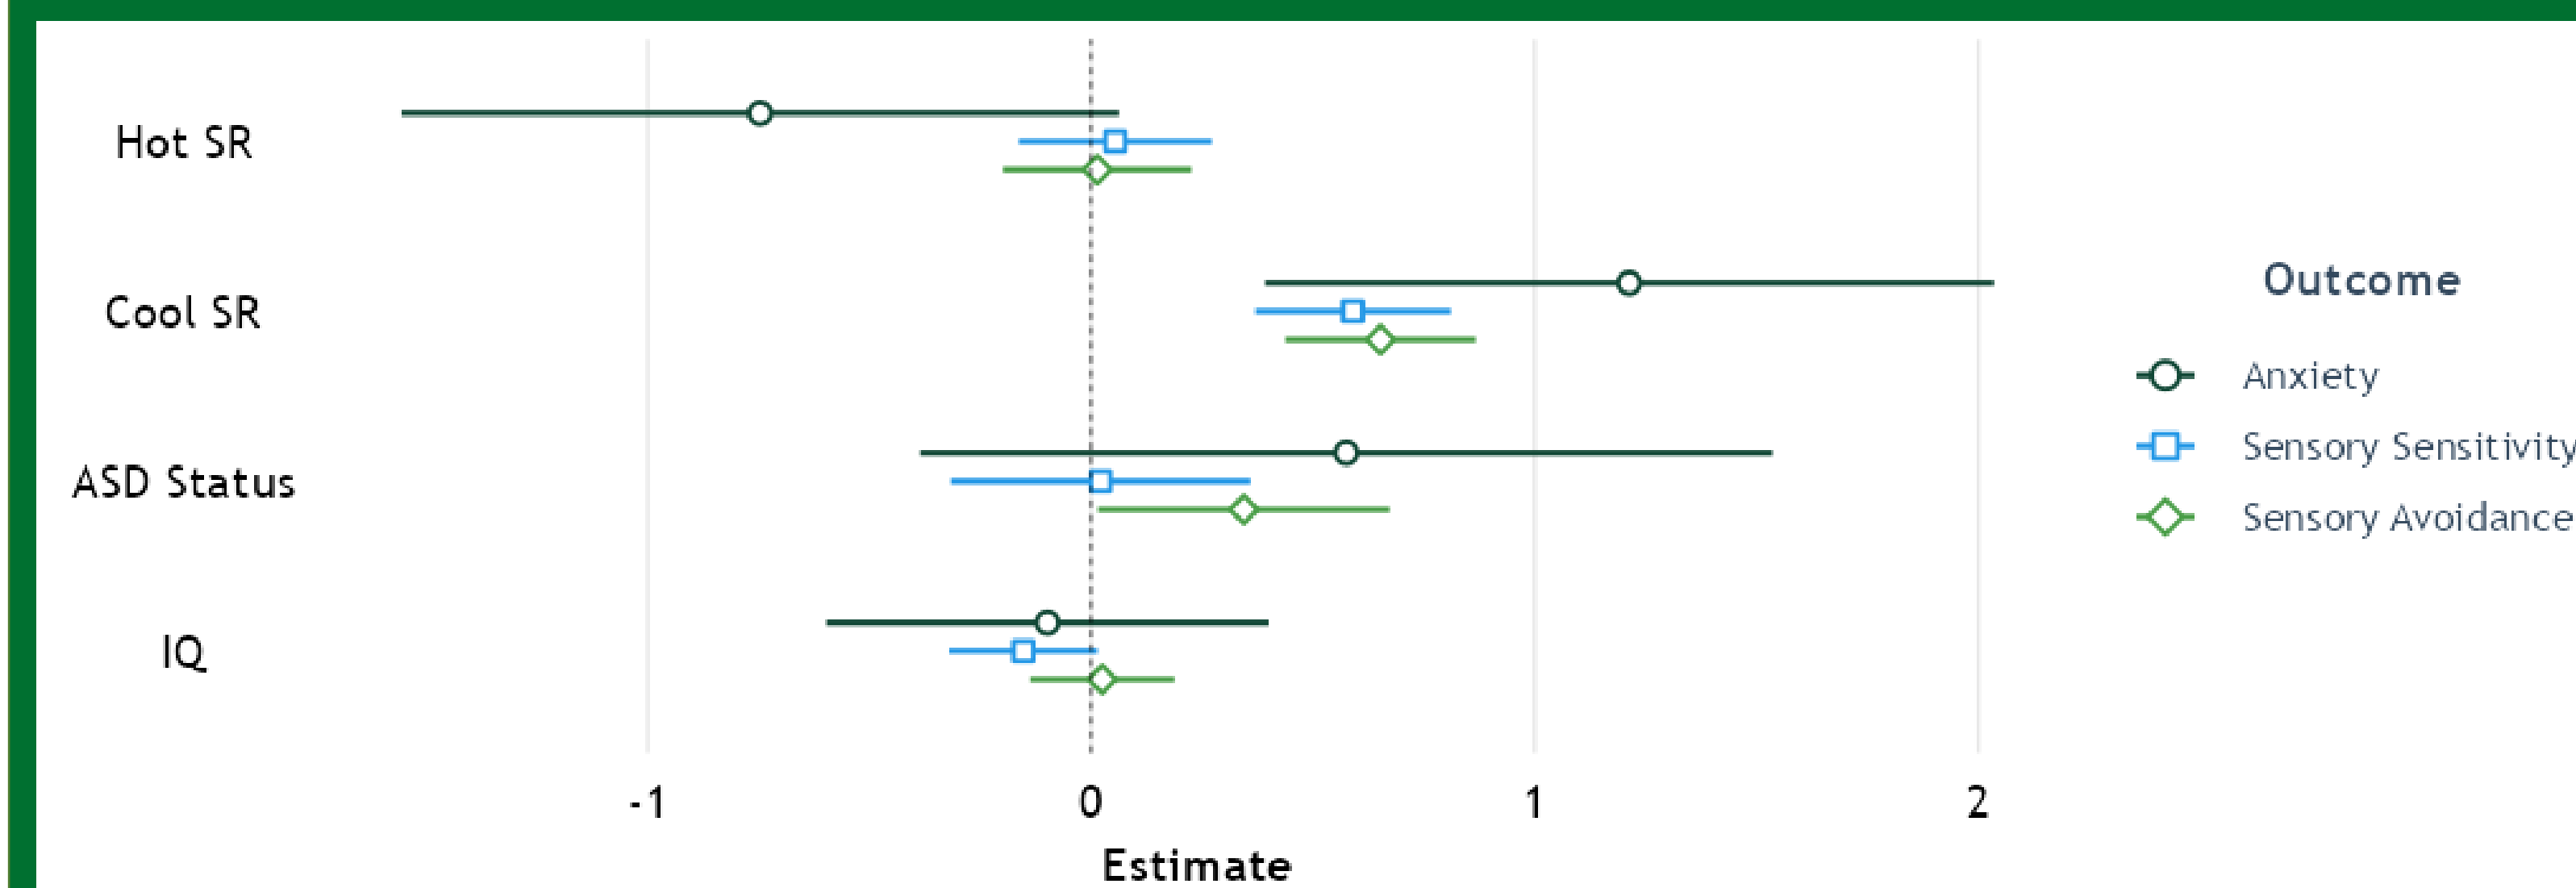 Hot SR
Cool SR
ASD Status
IQ
-1 0 1 2
Estimate
Outcome
Anxiety
Sensory Sensitivity
Sensory Avoidance